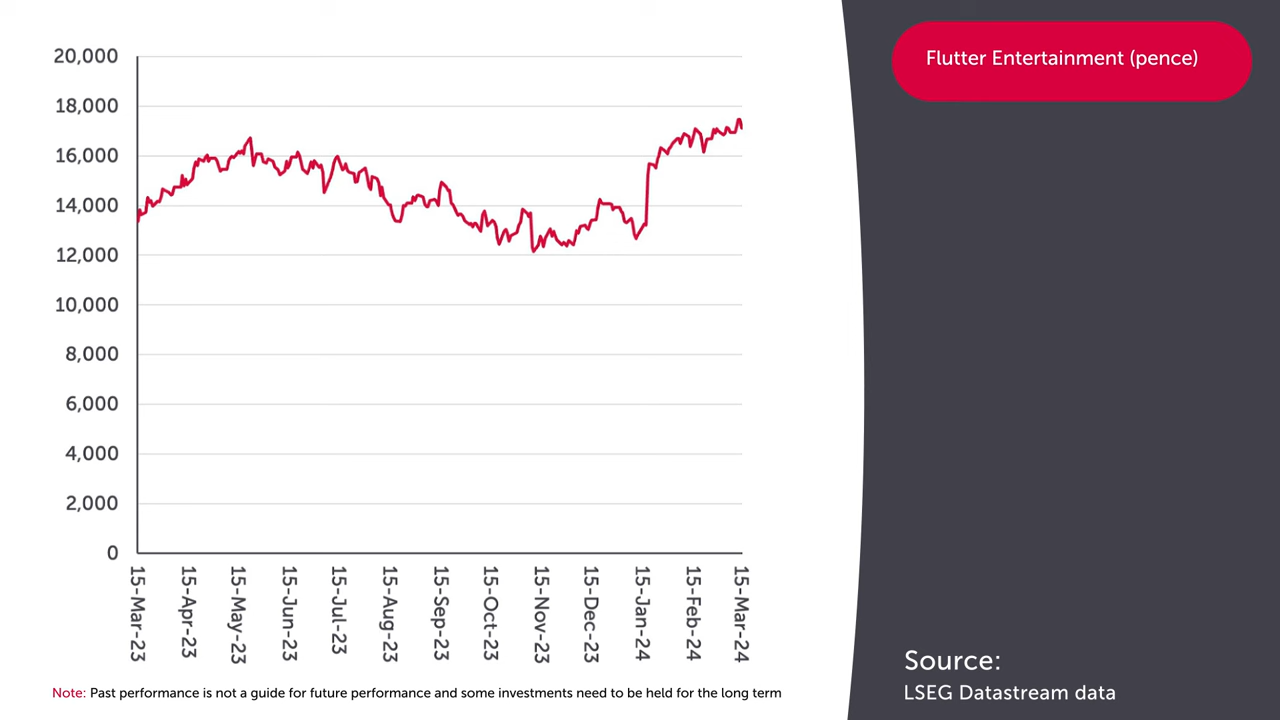 Flutter Entertainment (pence)
20,000
18,000
16,000
14,000
12,000
10,000
8,000
6,000
4,000
2,000
0
15-Mar-23
15-Apr-23
15-May-23
15-Jun-23
15-Jul-23
15-Aug-23
15-Sep-23
15-Oct-23
15-Nov-23
15-Dec-23
15-Jan-24
15-Feb-24
15-Mar-24
Note: Past performance is not a guide for future performance and some investments need to be held for the long term
Source:
LSEG Datastream data